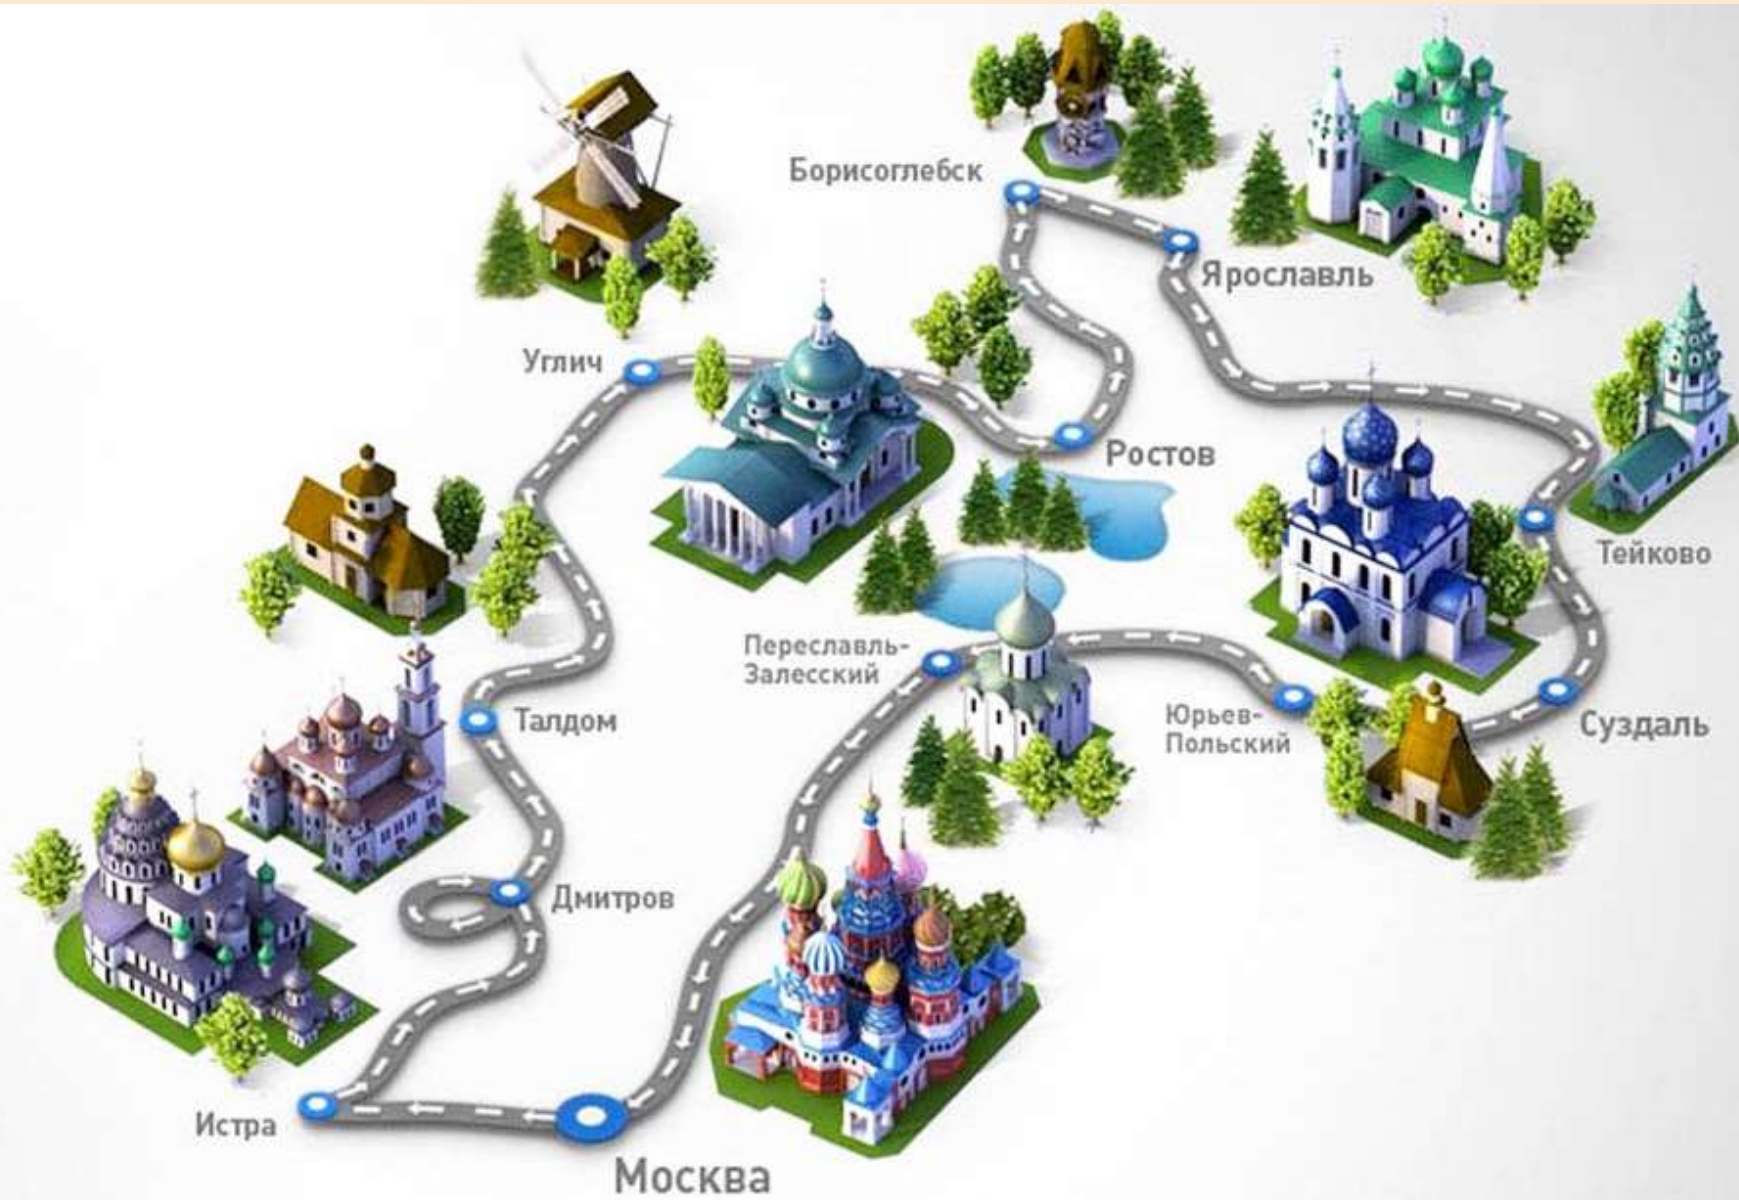 Борисоглебск
Ярославль
Углич
Ростов
Тейково
Переславль-
Залесский
Юрьев-
Польский
Суздаль
Талдом
Дмитров
Истра
Москва